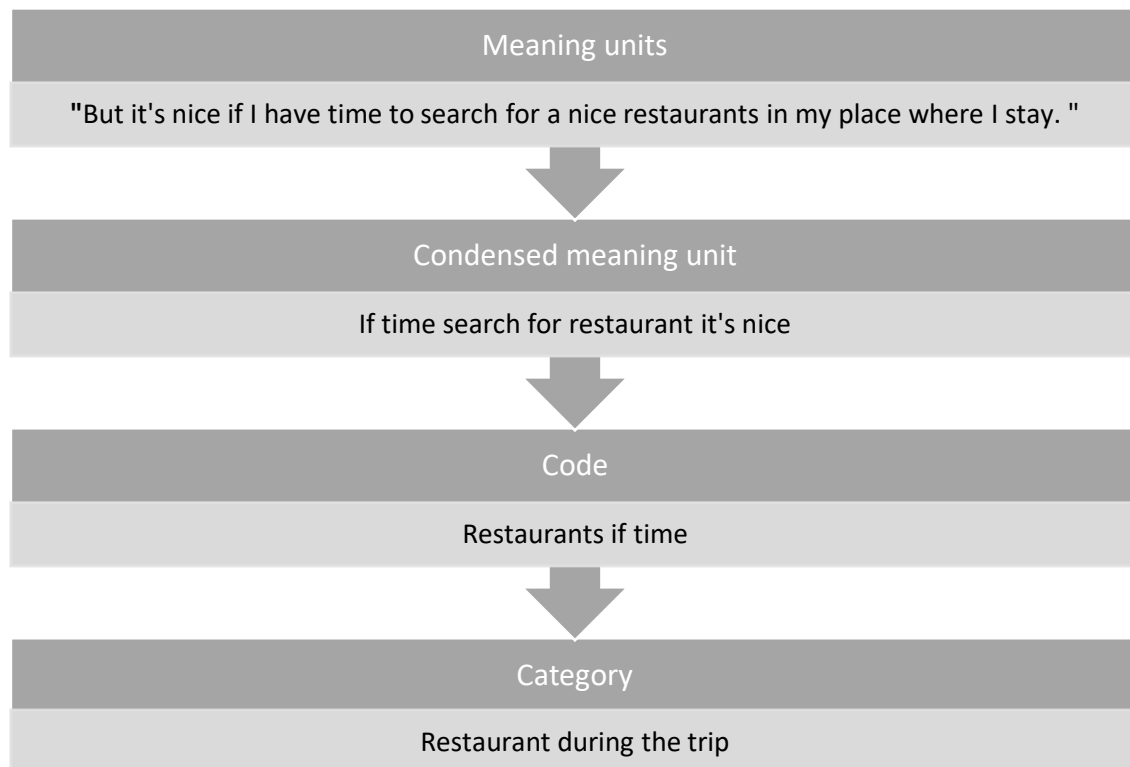 Meaning units
"But it's nice if I have time to search for a nice restaurants in my place where I stay. "
Condensed meaning unit
If time search for restaurant it's nice
Code
Restaurants if time
Category
Restaurant during the trip